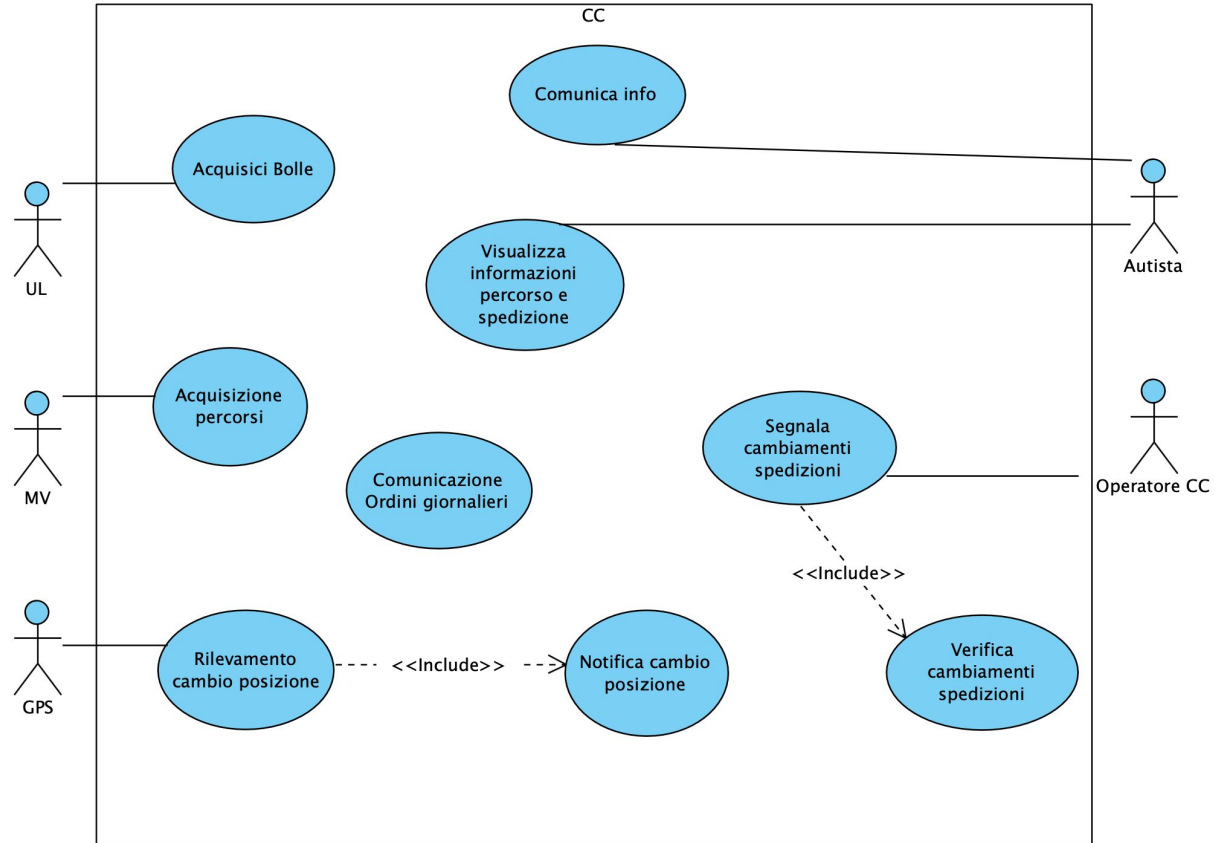 CC
Comunica info
Acquisici Bolle
UL
Autista
Visualizza
informazioni
percorso e
spedizione
Acquisizione
percorsi
MV
Segnala
cambiamenti
spedizioni
Operatore CC
Comunicazione
Ordini giornalieri
<<Include>>
Rilevamento
cambio posizione
<<Include>>
Notifica cambio
posizione
Verifica
cambiamenti
spedizioni
GPS